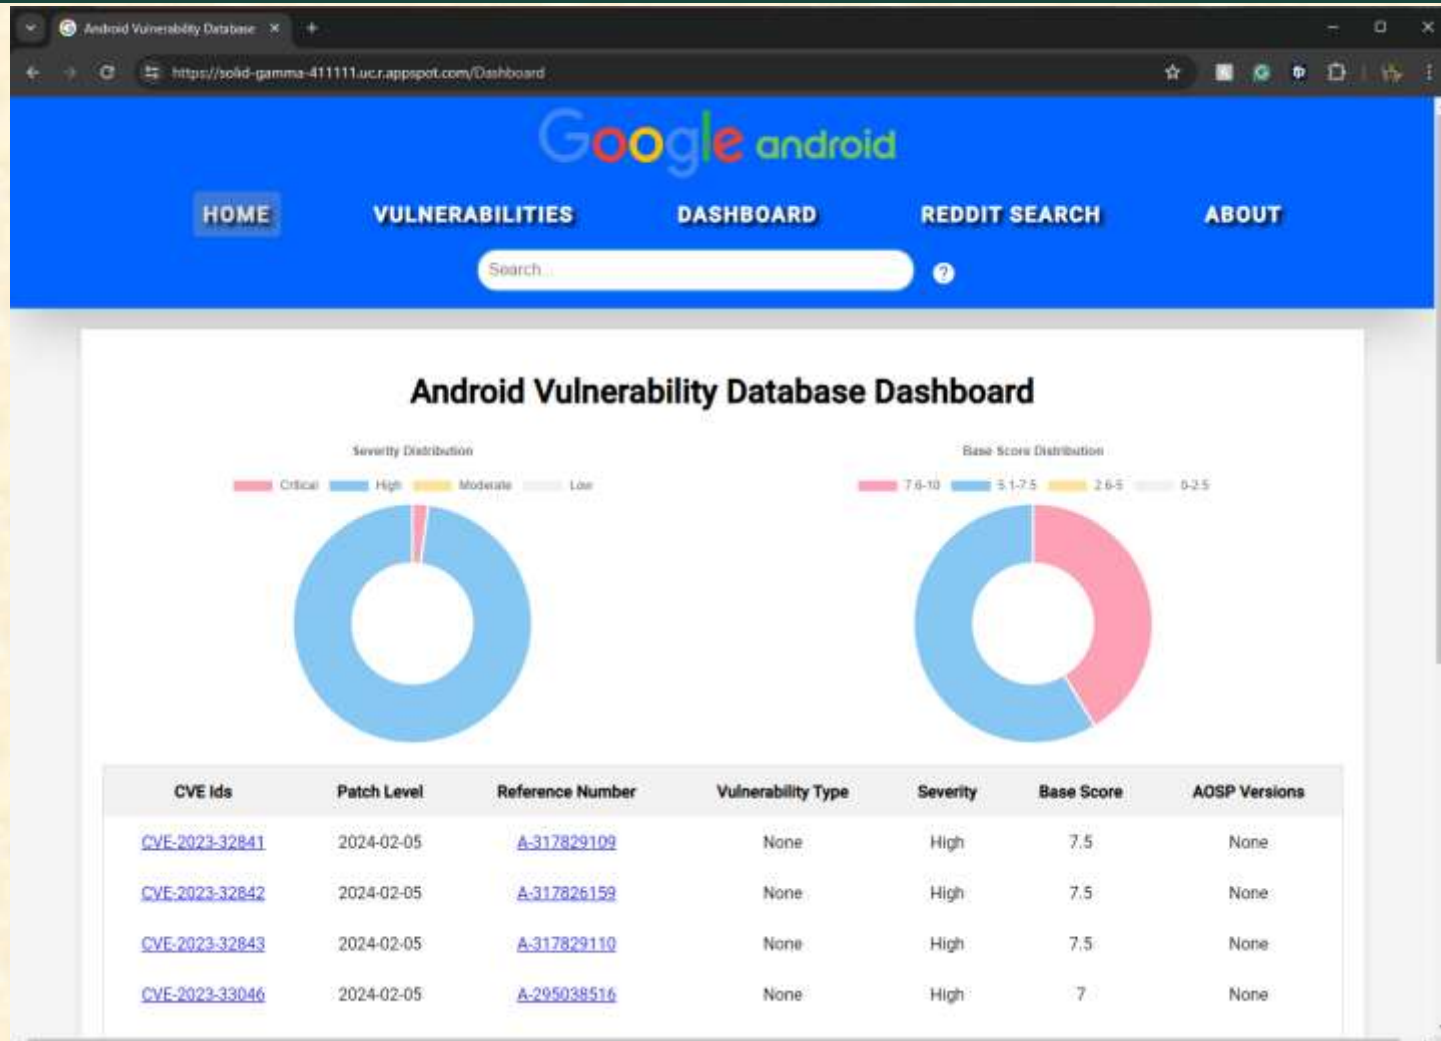 Android Vulnerability Database
https://solid-gamma-411111.uc.r.appspot.com/Dashboard
Google android
HOME VULNERABILITIES DASHBOARD REDDIT SEARCH ABOUT
Search...
?
Android Vulnerability Database Dashboard
Severity Distribution Base Score Distribution
Critical High Moderate Low 7.6-10 5.1-7.5 2.6-5 0-2.5
CVE Ids Patch Level Reference Number Vulnerability Type Severity Base Score AOSP Versions
CVE-2023-32841 2024-02-05 A-317829109 None High 7.5 None
CVE-2023-32842 2024-02-05 A-317826159 None High 7.5 None
CVE-2023-32843 2024-02-05 A-317829110 None High 7.5 None
CVE-2023-33046 2024-02-05 A-295038516 None High 7 None